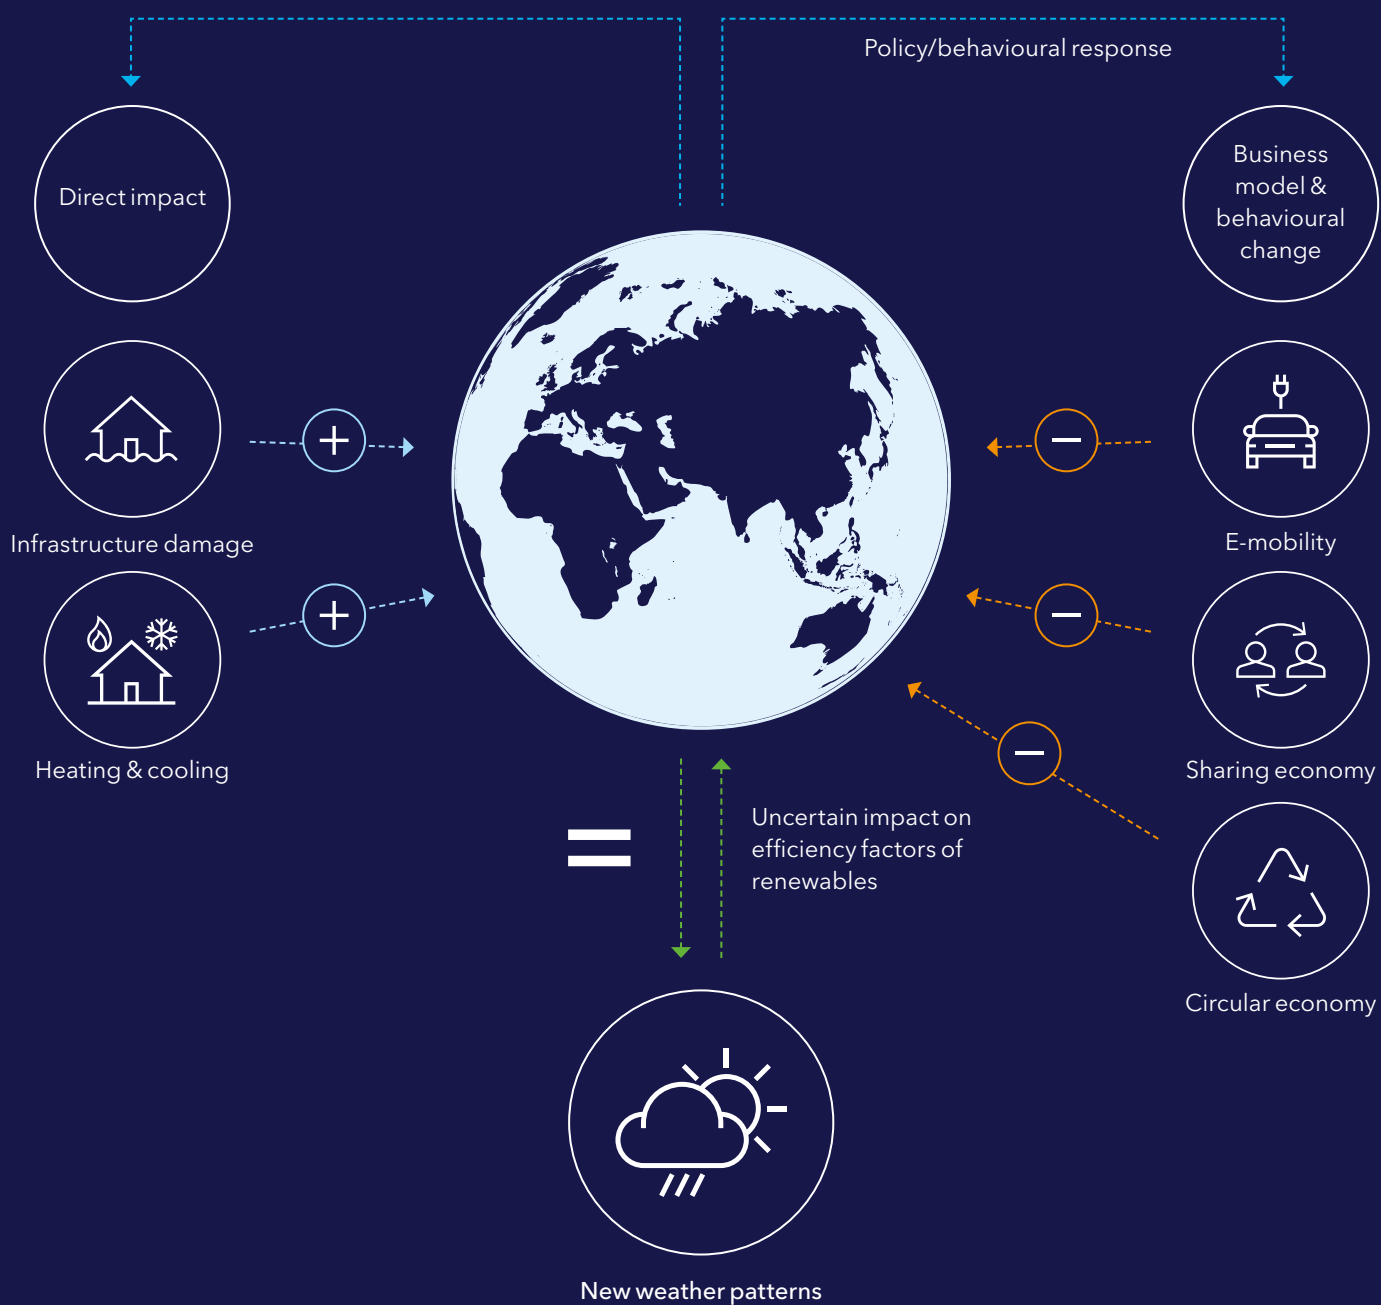 Policy/behavioural response
Direct impact
Business
model &
behavioural
change
Infrastructure damage
E-mobility
Heating & cooling
Sharing economy
Uncertain impact on
efficiency factors of
renewables
Circular economy
New weather patterns